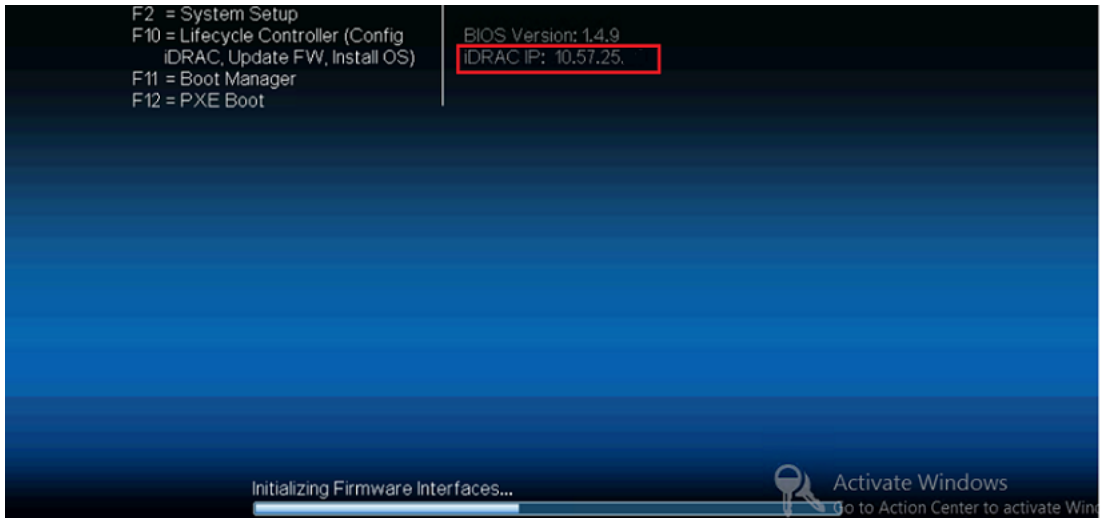 F2 = System Setup
F10 = Lifecycle Controller (Config
iDRAC, Update FW, Install OS)
F11 = Boot Manager
F12 = PXE Boot
BIOS Version: 1.4.9
iDRAC IP: 10.57.25.
Initializing Firmware Interfaces...
Activate Windows
Go to Action Center to activate Wind